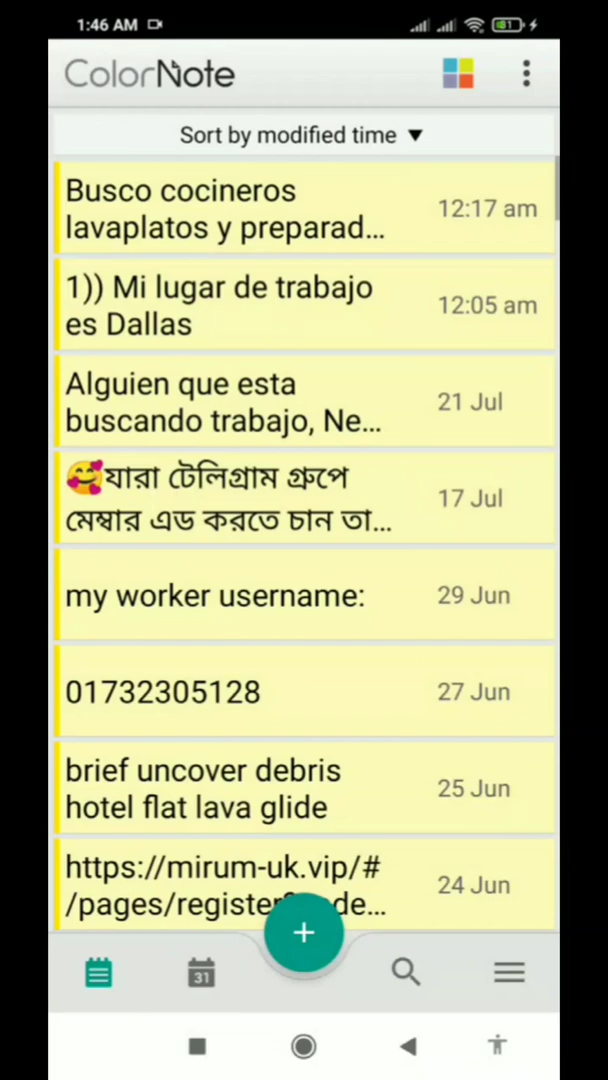 1:46 AM
81
ColorNote
Sort by modified time ▼
Busco cocineros
lavaplatos y preparad...
12:17 am
1)) Mi lugar de trabajo
es Dallas
12:05 am
Alguien que esta
buscando trabajo, Ne...
21 Jul
🥰যারা টেলিগ্রাম গ্রুপে
মেম্বার এড করতে চান তা...
17 Jul
my worker username:
29 Jun
01732305128
27 Jun
brief uncover debris
hotel flat lava glide
25 Jun
https://mirum-uk.vip/#
/pages/register
de...
24 Jun
+
31